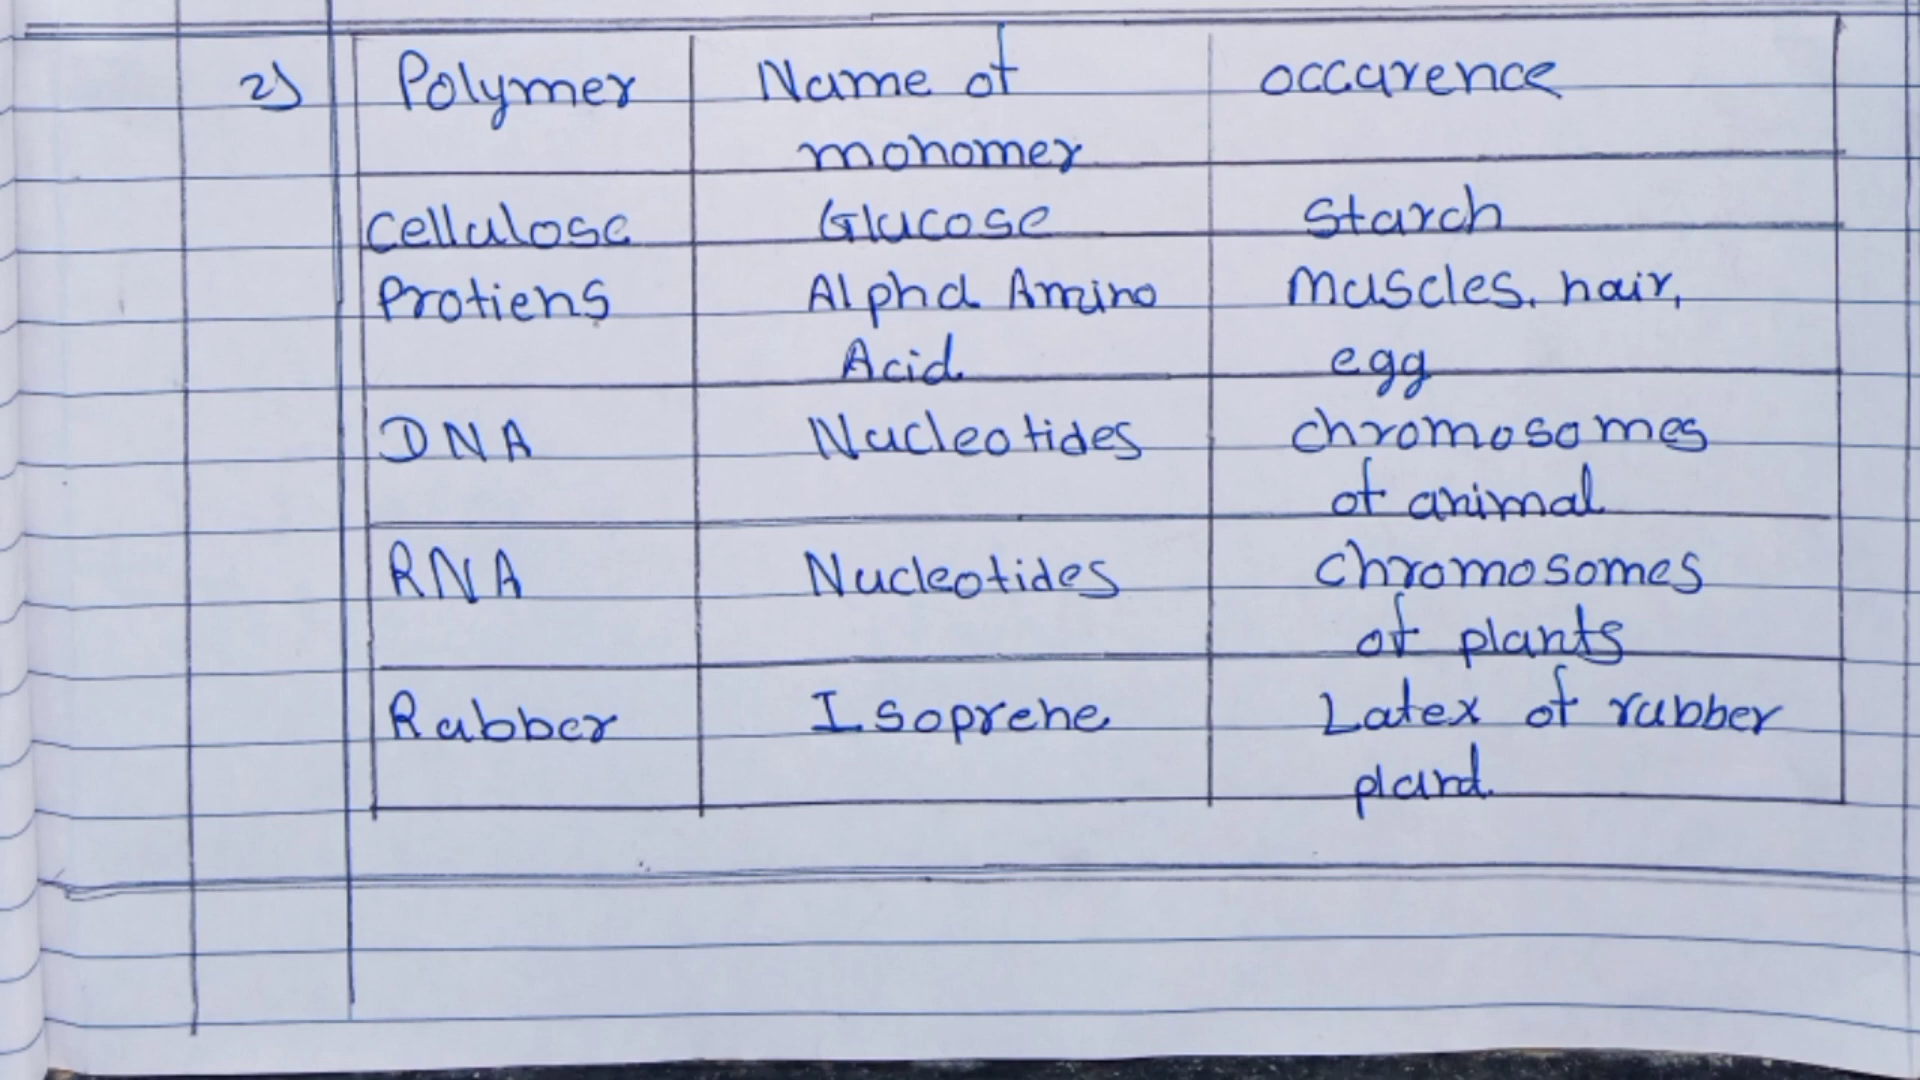 2) Polymer Name of occurence
monomer
Cellulose Glucose Starch
Protiens Alpha Amino Muscles, hair,
Acid egg
DNA Nucleotides chromosomes
of animal
RNA Nucleotides chromosomes
of plants
Rubber Isoprene Latex of rubber
plant.